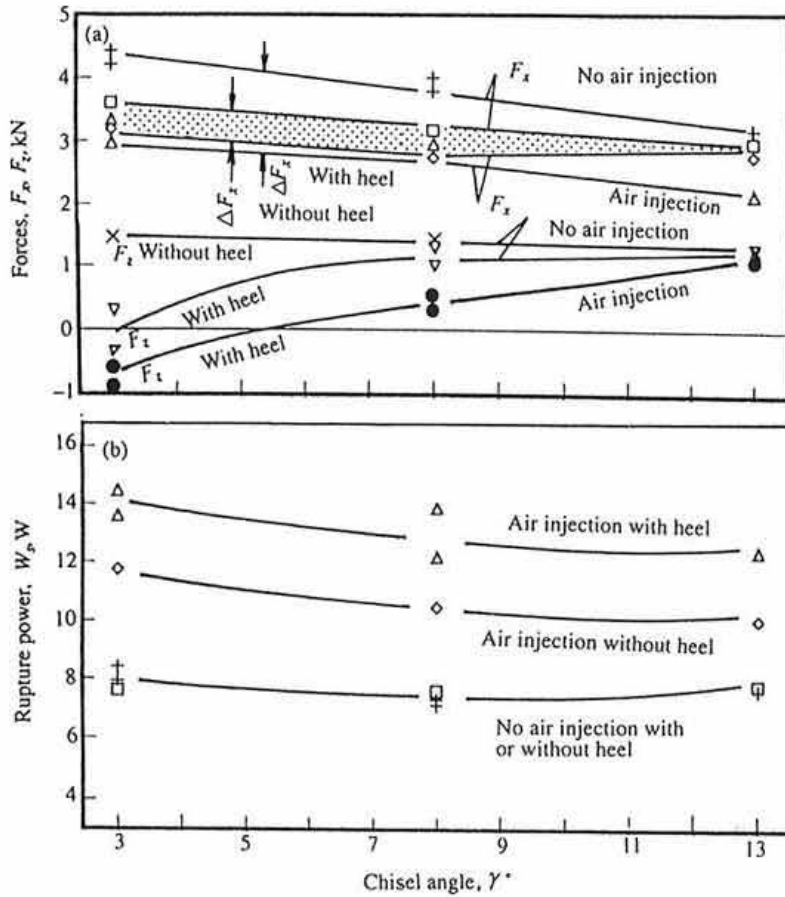 (a)
5
4
3
2
1
0
−1
Forces, Fx, Fz, kN
Fx
No air injection
ΔFx
ΔFx
With heel
Without heel
Fx
Air injection
No air injection
Fz Without heel
With heel
Air injection
Fz
With heel
Fz
(b)
16
14
12
10
8
6
4
Rupture power, Ws, W
Air injection with heel
Air injection without heel
No air injection with
or without heel
3 5 7 9 11 13
Chisel angle, γ°